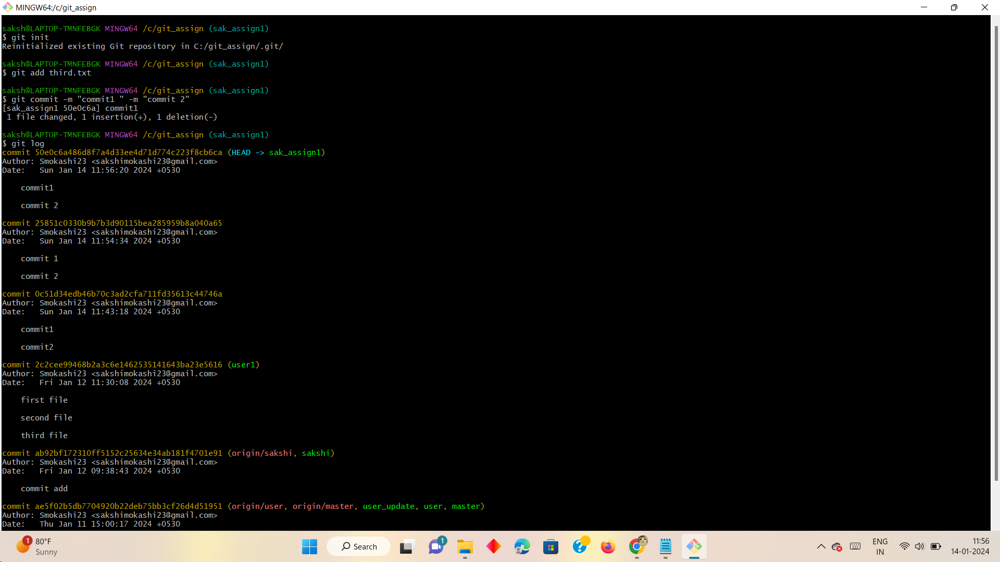 MINGW64:/c/git_assign
saksh@LAPTOP-TMNFEBGK MINGW64 /c/git_assign (sak_assign1)
$ git init
Reinitialized existing Git repository in C:/git_assign/.git/
saksh@LAPTOP-TMNFEBGK MINGW64 /c/git_assign (sak_assign1)
$ git add third.txt
saksh@LAPTOP-TMNFEBGK MINGW64 /c/git_assign (sak_assign1)
$ git commit -m "commit1 " -m "commit 2"
[sak_assign1 50e0c6a] commit1
1 file changed, 1 insertion(+), 1 deletion(-)
saksh@LAPTOP-TMNFEBGK MINGW64 /c/git_assign (sak_assign1)
$ git log
commit 50e0c6a486d8f7a4d33ee4d71d774c223f8cb6ca (HEAD -> sak_assign1)
Author: Smokashi23 <sakshimokashi23@gmail.com>
Date:   Sun Jan 14 11:56:20 2024 +0530
commit1
commit 2
commit 25851c0330b9b7b3d90115bea285959b8a040a65
Author: Smokashi23 <sakshimokashi23@gmail.com>
Date:   Sun Jan 14 11:54:34 2024 +0530
commit 1
commit 2
commit 0c51d34edb46b70c3ad2cfa711fd35613c44746a
Author: Smokashi23 <sakshimokashi23@gmail.com>
Date:   Sun Jan 14 11:43:18 2024 +0530
commit1
commit2
commit 2c2cee99468b2a3c6e1462535141643ba23e5616 (user1)
Author: Smokashi23 <sakshimokashi23@gmail.com>
Date:   Fri Jan 12 11:30:08 2024 +0530
first file
second file
third file
commit ab92bf172310ff5152c25634e34ab181f4701e91 (origin/sakshi, sakshi)
Author: Smokashi23 <sakshimokashi23@gmail.com>
Date:   Fri Jan 12 09:38:43 2024 +0530
commit add
commit ae5f02b5db7704920b22deb75bb3cf26d4d51951 (origin/user, origin/master, user_update, user, master)
Author: Smokashi23 <sakshimokashi23@gmail.com>
Date:   Thu Jan 11 15:00:17 2024 +0530
1
80°F
Sunny
Search
1
ENG
IN
11:56
14-01-2024